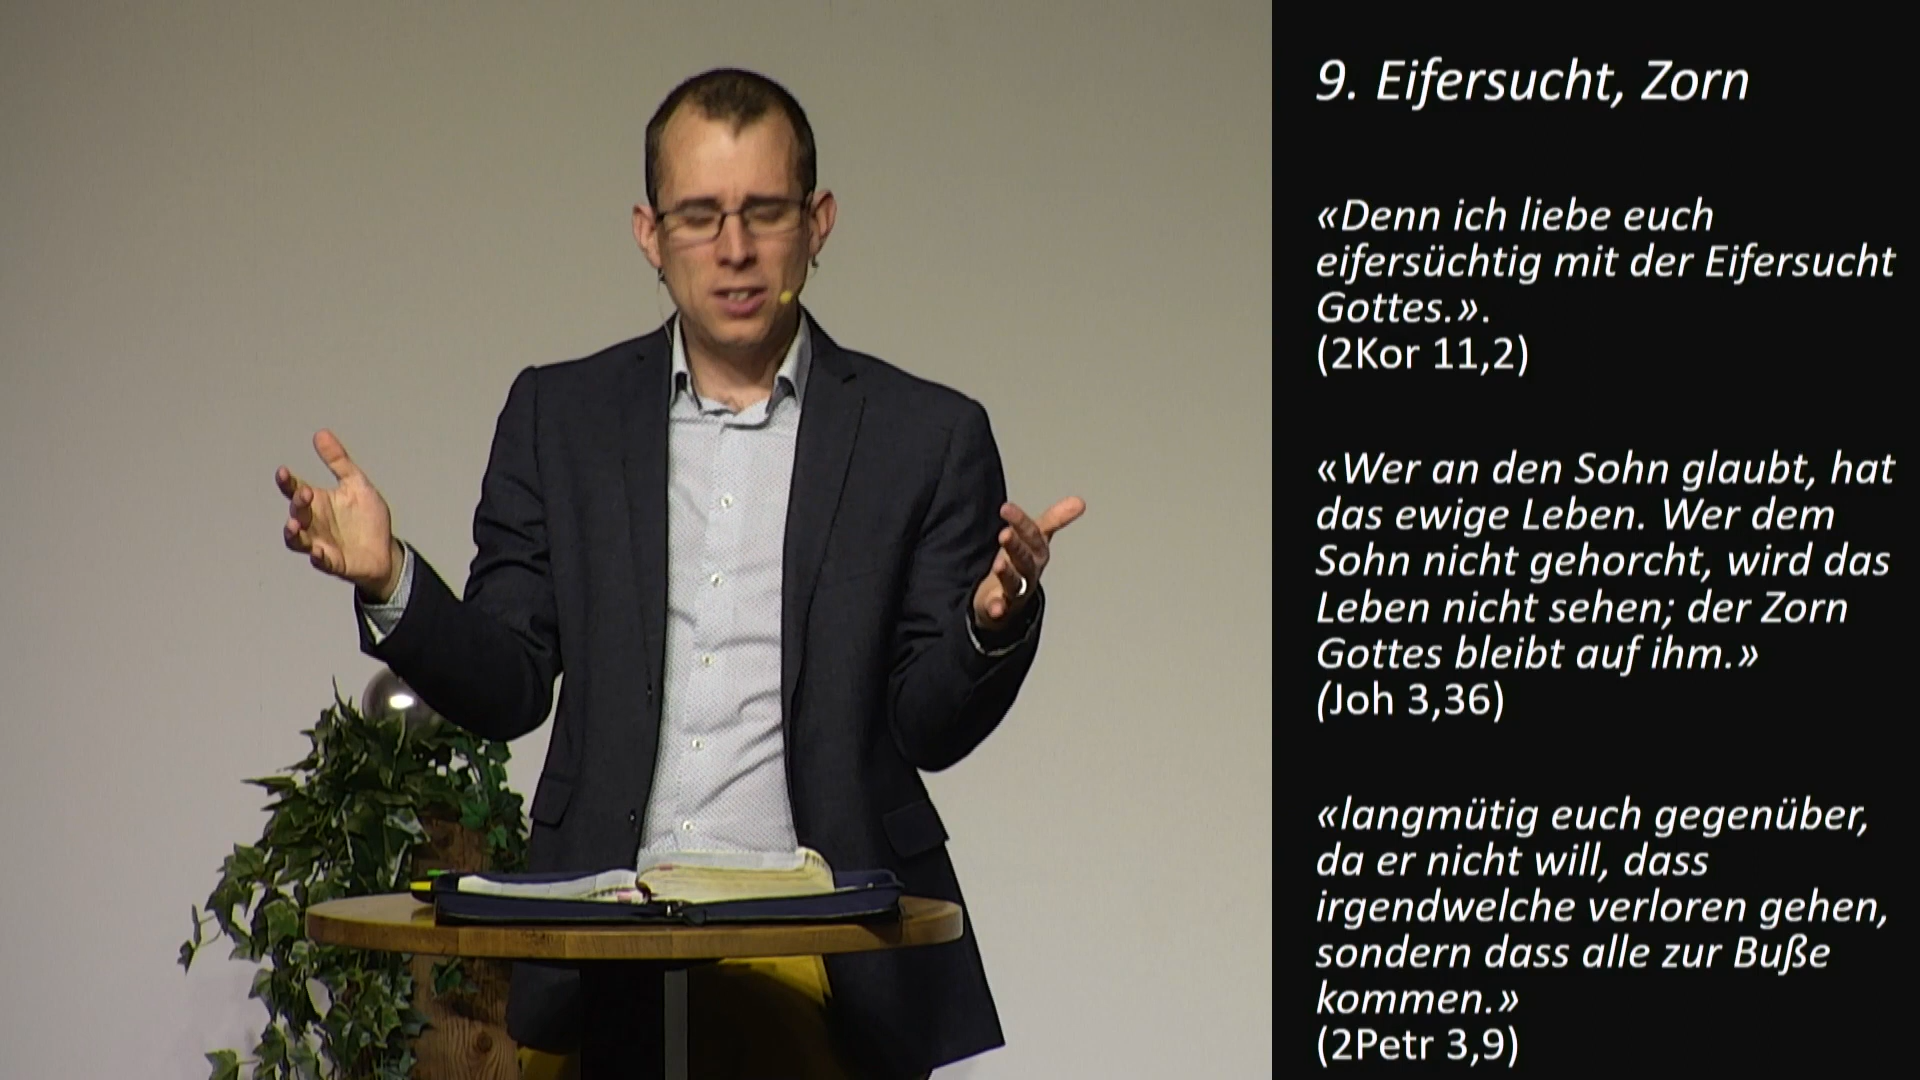 9. Eifersucht, Zorn
«Denn ich liebe euch
eifersüchtig mit der Eifersucht
Gottes.».
(2Kor 11,2)
«Wer an den Sohn glaubt, hat
das ewige Leben. Wer dem
Sohn nicht gehorcht, wird das
Leben nicht sehen; der Zorn
Gottes bleibt auf ihm.»
(Joh 3,36)
«langmütig euch gegenüber,
da er nicht will, dass
irgendwelche verloren gehen,
sondern dass alle zur Buße
kommen.»
(2Petr 3,9)